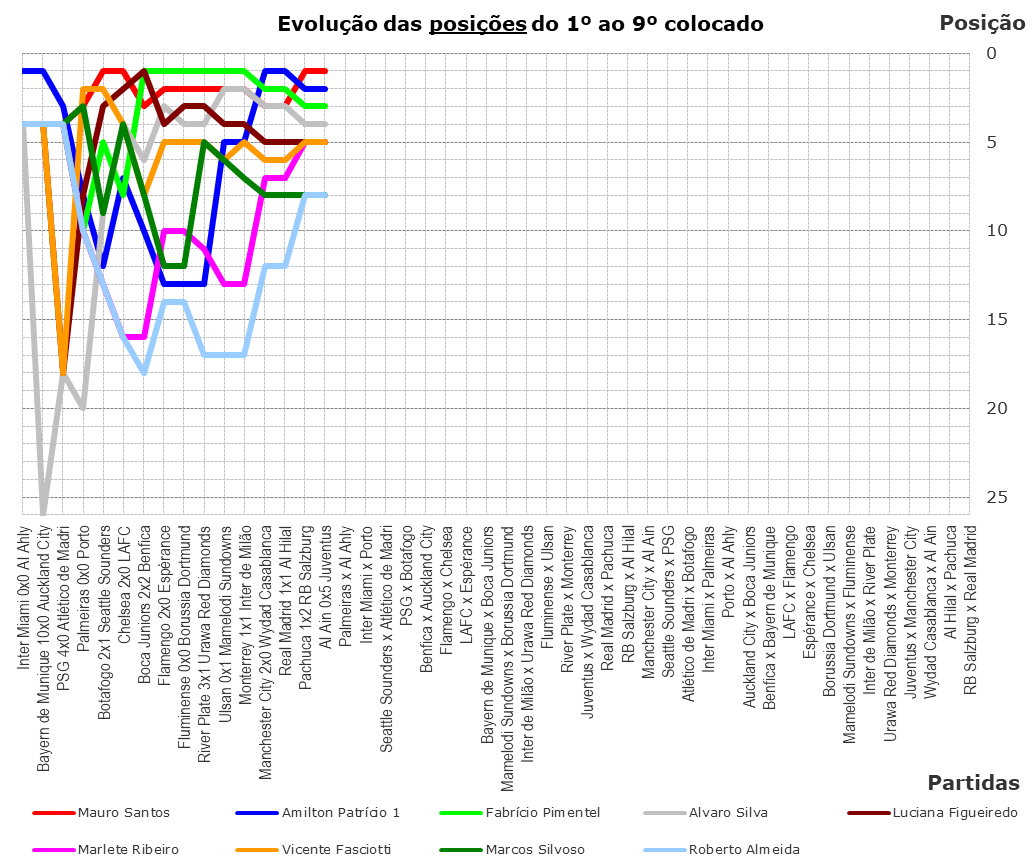 Evolução das posições do 1º ao 9º colocado
Posição
0
5
10
15
20
25
Inter Miami 0x0 Al Ahly
Bayern de Munique 10x0 Auckland City
PSG 4x0 Atlético de Madri
Palmeiras 0x0 Porto
Botafogo 2x1 Seattle Sounders
Chelsea 2x0 LAFC
Boca Juniors 2x2 Benfica
Flamengo 2x0 Espérance
Fluminense 0x0 Borussia Dortmund
River Plate 3x1 Urawa Red Diamonds
Ulsan 0x1 Mamelodi Sundowns
Monterrey 1x1 Inter de Milão
Manchester City 2x0 Wydad Casablanca
Real Madrid 1x1 Al Hilal
Pachuca 1x2 RB Salzburg
Al Ain 0x5 Juventus
Palmeiras x Al Ahly
Inter Miami x Porto
Seattle Sounders x Atlético de Madri
PSG x Botafogo
Benfica x Auckland City
Flamengo x Chelsea
LAFC x Espérance
Bayern de Munique x Boca Juniors
Mamelodi Sundowns x Borussia Dortmund
Inter de Milão x Urawa Red Diamonds
Fluminense x Ulsan
River Plate x Monterrey
Juventus x Wydad Casablanca
Real Madrid x Pachuca
RB Salzburg x Al Hilal
Manchester City x Al Ain
Seattle Sounders x PSG
Atlético de Madri x Botafogo
Inter Miami x Palmeiras
Porto x Al Ahly
Auckland City x Boca Juniors
Benfica x Bayern de Munique
LAFC x Flamengo
Espérance x Chelsea
Borussia Dortmund x Ulsan
Mamelodi Sundowns x Fluminense
Inter de Milão x River Plate
Urawa Red Diamonds x Monterrey
Juventus x Manchester City
Wydad Casablanca x Al Ain
Al Hilal x Pachuca
RB Salzburg x Real Madrid
Partidas
Mauro Santos
Amilton Patrício 1
Fabrício Pimentel
Alvaro Silva
Luciana Figueiredo
Marlete Ribeiro
Vicente Fasciotti
Marcos Silvoso
Roberto Almeida